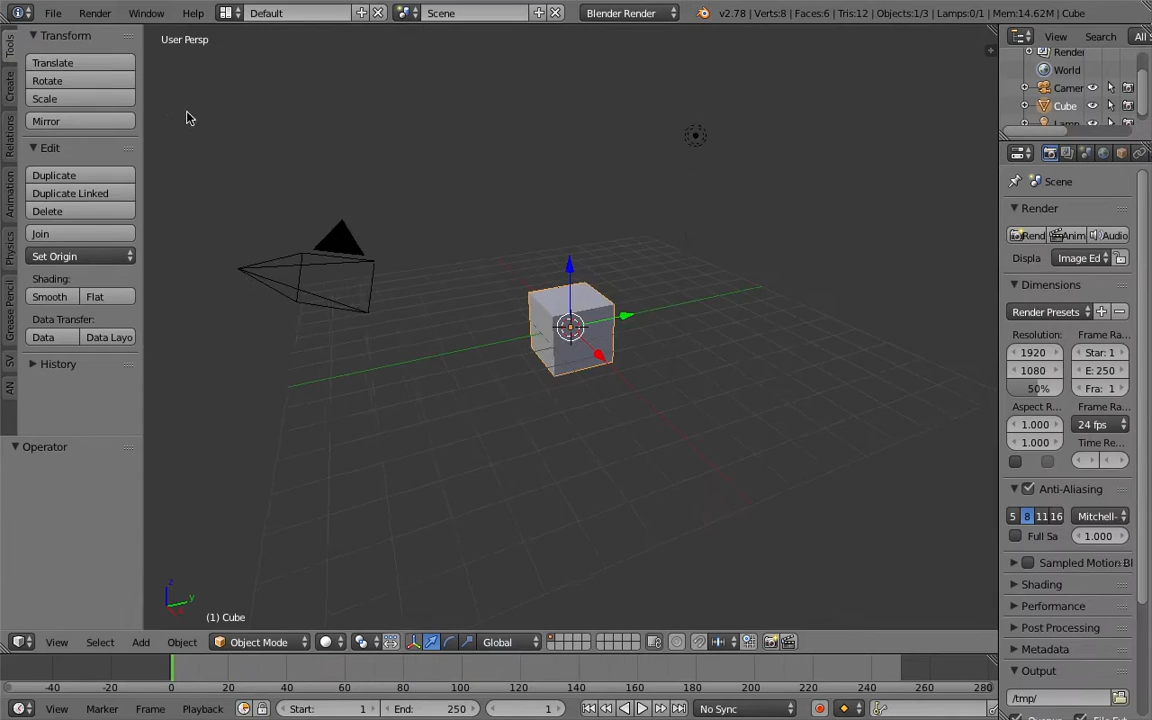 File Render Window Help Default Scene Blender Render v2.78 | Verts:8 | Faces:6 | Tris:12 | Objects:1/3 | Lamps:0/1 | Mem:14.62M | Cube
Transform
Translate
Rotate
Scale
Mirror
Edit
Duplicate
Duplicate Linked
Delete
Join
Set Origin
Shading:
Smooth Flat
Data Transfer:
Data Data Layo
History
Operator
Tools
Create
Relations
Animation
Physics
Grease Pencil
SV
AN
User Persp
z
y
(1) Cube
View Select Add Object Object Mode Global
-40 -20 0 20 40 60 80 100 120 140 160 180 200 220 240 260 280
View Marker Frame Playback Start: 1 End: 250 1 No Sync
View Search All S
Render
World
Camer
Cube
Lamp
Scene
Render
Rend Anim Audio
Displa Image Ed
Dimensions
Render Presets
Resolution: Frame Ra...
1920 Star: 1
1080 E: 250
50% Fra: 1
Aspect R... Frame Ra...
1.000 24 fps
1.000 Time Re...
Anti-Aliasing
5 8 11 16 Mitchell-
Full Sa 1.000
Sampled Motion Bl
Shading
Performance
Post Processing
Metadata
Output
/tmp/